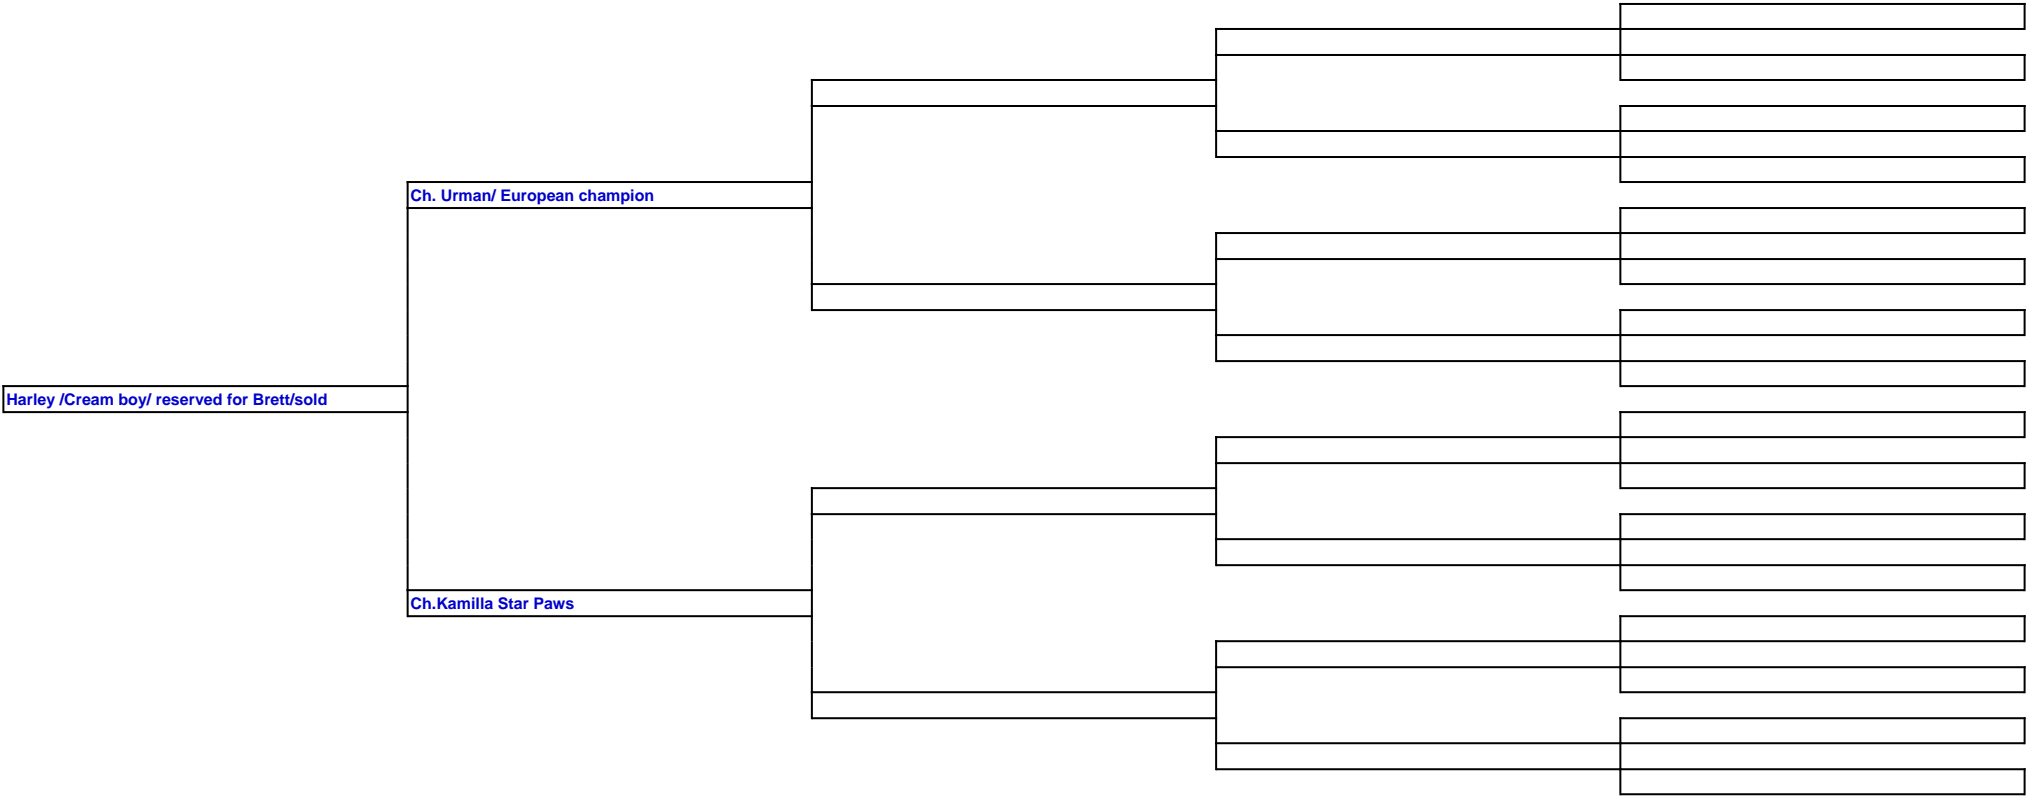 Ch. Urman/ European champion
Harley /Cream boy/ reserved for Brett/sold
Ch.Kamilla Star Paws